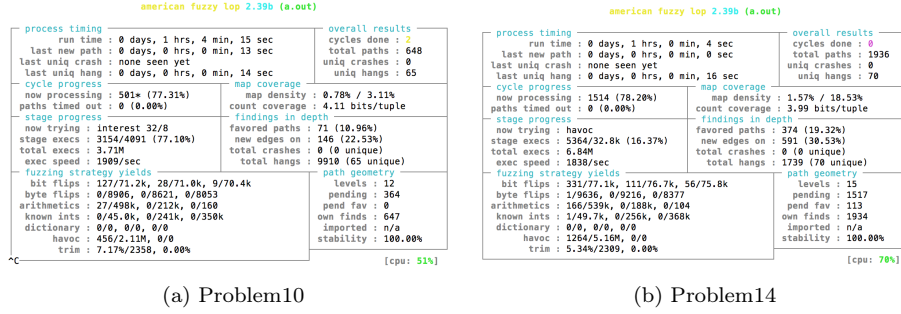 american fuzzy lop 2.39b (a.out)
process timing overall results
run time : 0 days, 1 hrs, 4 min, 15 sec cycles done : 2
last new path : 0 days, 0 hrs, 0 min, 13 sec total paths : 648
last uniq crash : none seen yet uniq crashes : 0
last uniq hang : 0 days, 0 hrs, 0 min, 14 sec uniq hangs : 65
cycle progress map coverage
now processing : 501* (77.31%) map density : 0.78% / 3.11%
paths timed out : 0 (0.00%) count coverage : 4.11 bits/tuple
stage progress findings in depth
now trying : interest 32/8 favored paths : 71 (10.96%)
stage execs : 3154/4091 (77.10%) new edges on : 146 (22.53%)
total execs : 3.71M total crashes : 0 (0 unique)
exec speed : 1909/sec total hangs : 9910 (65 unique)
fuzzing strategy yields path geometry
bit flips : 127/71.2k, 28/71.0k, 9/70.4k levels : 12
byte flips : 0/8906, 0/8621, 0/8053 pending : 364
arithmetics : 27/498k, 0/212k, 0/160 pend fav : 0
known ints : 0/45.0k, 0/241k, 0/350k own finds : 647
dictionary : 0/0, 0/0, 0/0 imported : n/a
havoc : 456/2.11M, 0/0 stability : 100.00%
trim : 7.17%/2358, 0.00%
^C [cpu: 51%]
(a) Problem10
american fuzzy lop 2.39b (a.out)
process timing overall results
run time : 0 days, 1 hrs, 0 min, 4 sec cycles done : 0
last new path : 0 days, 0 hrs, 0 min, 1 sec total paths : 1936
last uniq crash : none seen yet uniq crashes : 0
last uniq hang : 0 days, 0 hrs, 0 min, 16 sec uniq hangs : 70
cycle progress map coverage
now processing : 1514 (78.20%) map density : 1.57% / 18.53%
paths timed out : 0 (0.00%) count coverage : 3.99 bits/tuple
stage progress findings in depth
now trying : havoc favored paths : 374 (19.32%)
stage execs : 5364/32.8k (16.37%) new edges on : 591 (30.53%)
total execs : 6.84M total crashes : 0 (0 unique)
exec speed : 1838/sec total hangs : 1739 (70 unique)
fuzzing strategy yields path geometry
bit flips : 331/77.1k, 111/76.7k, 56/75.8k levels : 15
byte flips : 1/9636, 0/9216, 0/8377 pending : 1517
arithmetics : 166/539k, 0/188k, 0/104 pend fav : 113
known ints : 1/49.7k, 0/256k, 0/368k own finds : 1934
dictionary : 0/0, 0/0, 0/0 imported : n/a
havoc : 1264/5.16M, 0/0 stability : 100.00%
trim : 5.34%/2309, 0.00%
[cpu: 70%]
(b) Problem14